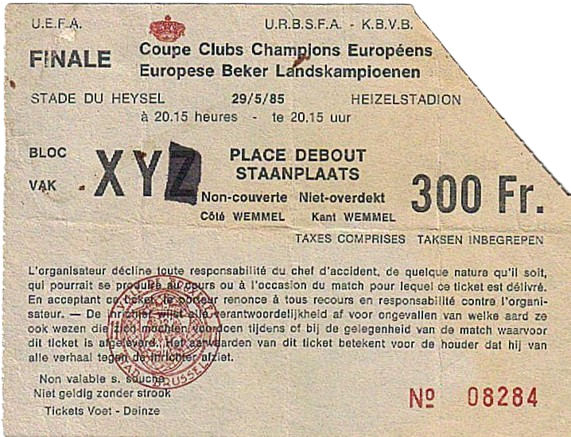 U.E.F.A. U.R.B.S.F.A. - K.B.V.B.
FINALE
Coupe Clubs Champions Européens
Europese Beker Landskampioenen
STADE DU HEYSEL 29/5/85 HEIZELSTADION
à 20.15 heures - te 20.15 uur
BLOC
VAK
XYZ
PLACE DEBOUT
STAANPLAATS
Non-couverte Niet-overdekt
Côté WEMMEL Kant WEMMEL
300 Fr.
TAXES COMPRISES TAKSEN INBEGREPEN
L'organisateur décline toute responsabilité du chef d'accident, de quelque nature qu'il soit,
qui pourrait se produire au cours ou à l'occasion du match pour lequel ce ticket est délivré.
En acceptant ce ticket, le porteur renonce à tous recours en responsabilité contre l'organi-
sateur. — De inrichter wijst alle verantwoordelijkheid af voor ongevallen van welke aard ze
ook wezen die zich mochten voordoen tijdens of bij de gelegenheid van de match waarvoor
dit ticket is afgeleverd. Het aanvaarden van dit ticket betekent voor de houder dat hij van
alle verhaal tegen de inrichter afziet.
Non valable s. souche
Niet geldig zonder strook
Tickets Voet - Deinze
Nº 08284